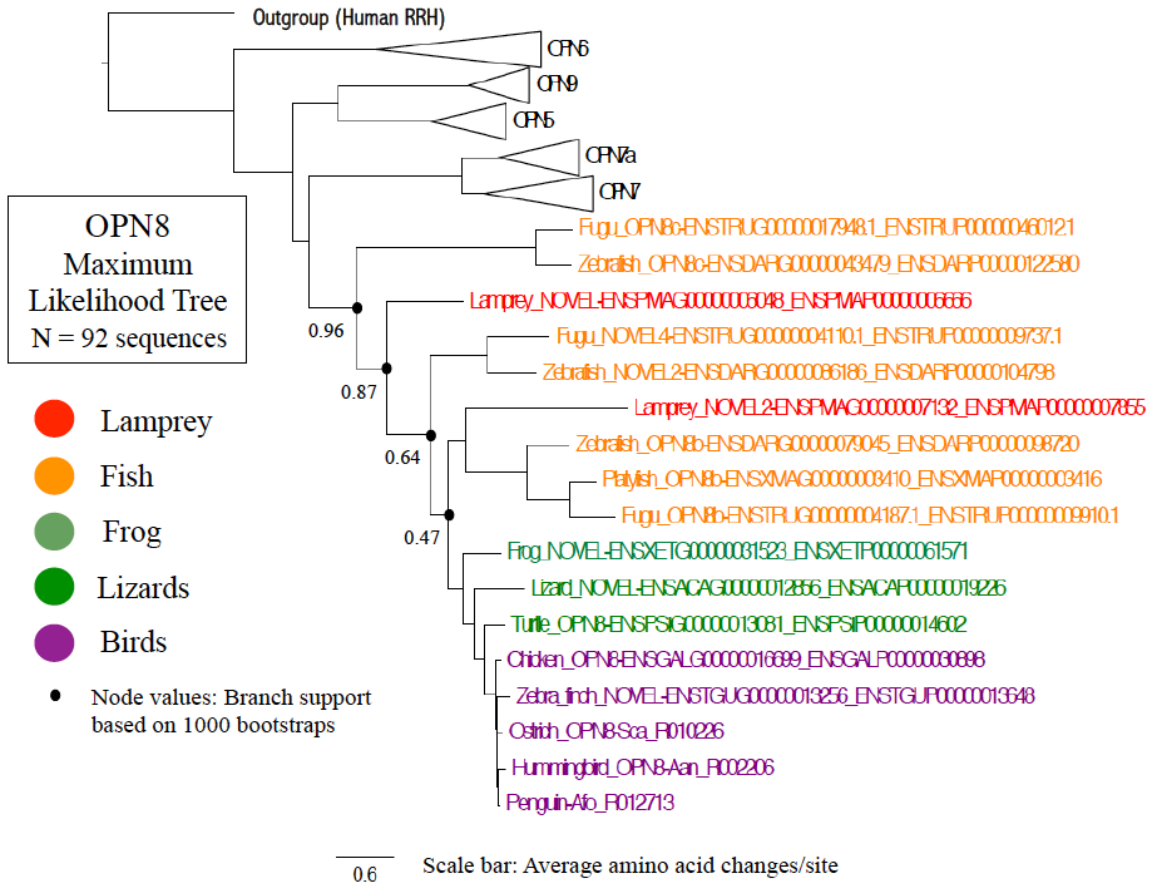 Outgroup (Human RRH)
OPN6
OPN9
OPN5
OPN7a
OPN7
OPN8
Maximum
Likelihood Tree
N = 92 sequences
Fugu_OPN8c-ENSTRUG00000017948.1_ENSTRUP00000046012.1
Zebrafish_OPN8c-ENSDARG00000043479_ENSDARP00000122580
Lamprey_NOVEL-ENSPMAG00000005048_ENSPMAP00000006656
0.96
Fugu_NOVEL4-ENSTRUG00000004110.1_ENSTRUP00000009737.1
Zebrafish_NOVEL2-ENSDARG00000086186_ENSDARP00000104798
0.87
Lamprey_NOVEL2-ENSPMAG00000007132_ENSPMAP00000007855
Zebrafish_OPN8b-ENSDARG00000079045_ENSDARP00000098720
0.64
Platyfish_OPN8b-ENSXMAG00000003410_ENSXMAP00000003416
Fugu_OPN8b-ENSTRUG00000004187.1_ENSTRUP00000009910.1
0.47
Frog_NOVEL-ENSXETG00000031523_ENSXETP00000061571
Lizard_NOVEL-ENSACAG00000012856_ENSACAP00000019226
Turtle_OPN8-ENSPSIG00000013081_ENSPSIP00000014602
Chicken_OPN8-ENSGALG00000016699_ENSGALP00000030898
Zebra_finch_NOVEL-ENSTGUG00000013256_ENSTGUP00000013648
Ostrich_OPN8-Sca_R010226
Hummingbird_OPN8-Aan_R002206
Penguin-Afo_R012713
Lamprey
Fish
Frog
Lizards
Birds
Node values: Branch support
based on 1000 bootstraps
0.6
Scale bar: Average amino acid changes/site